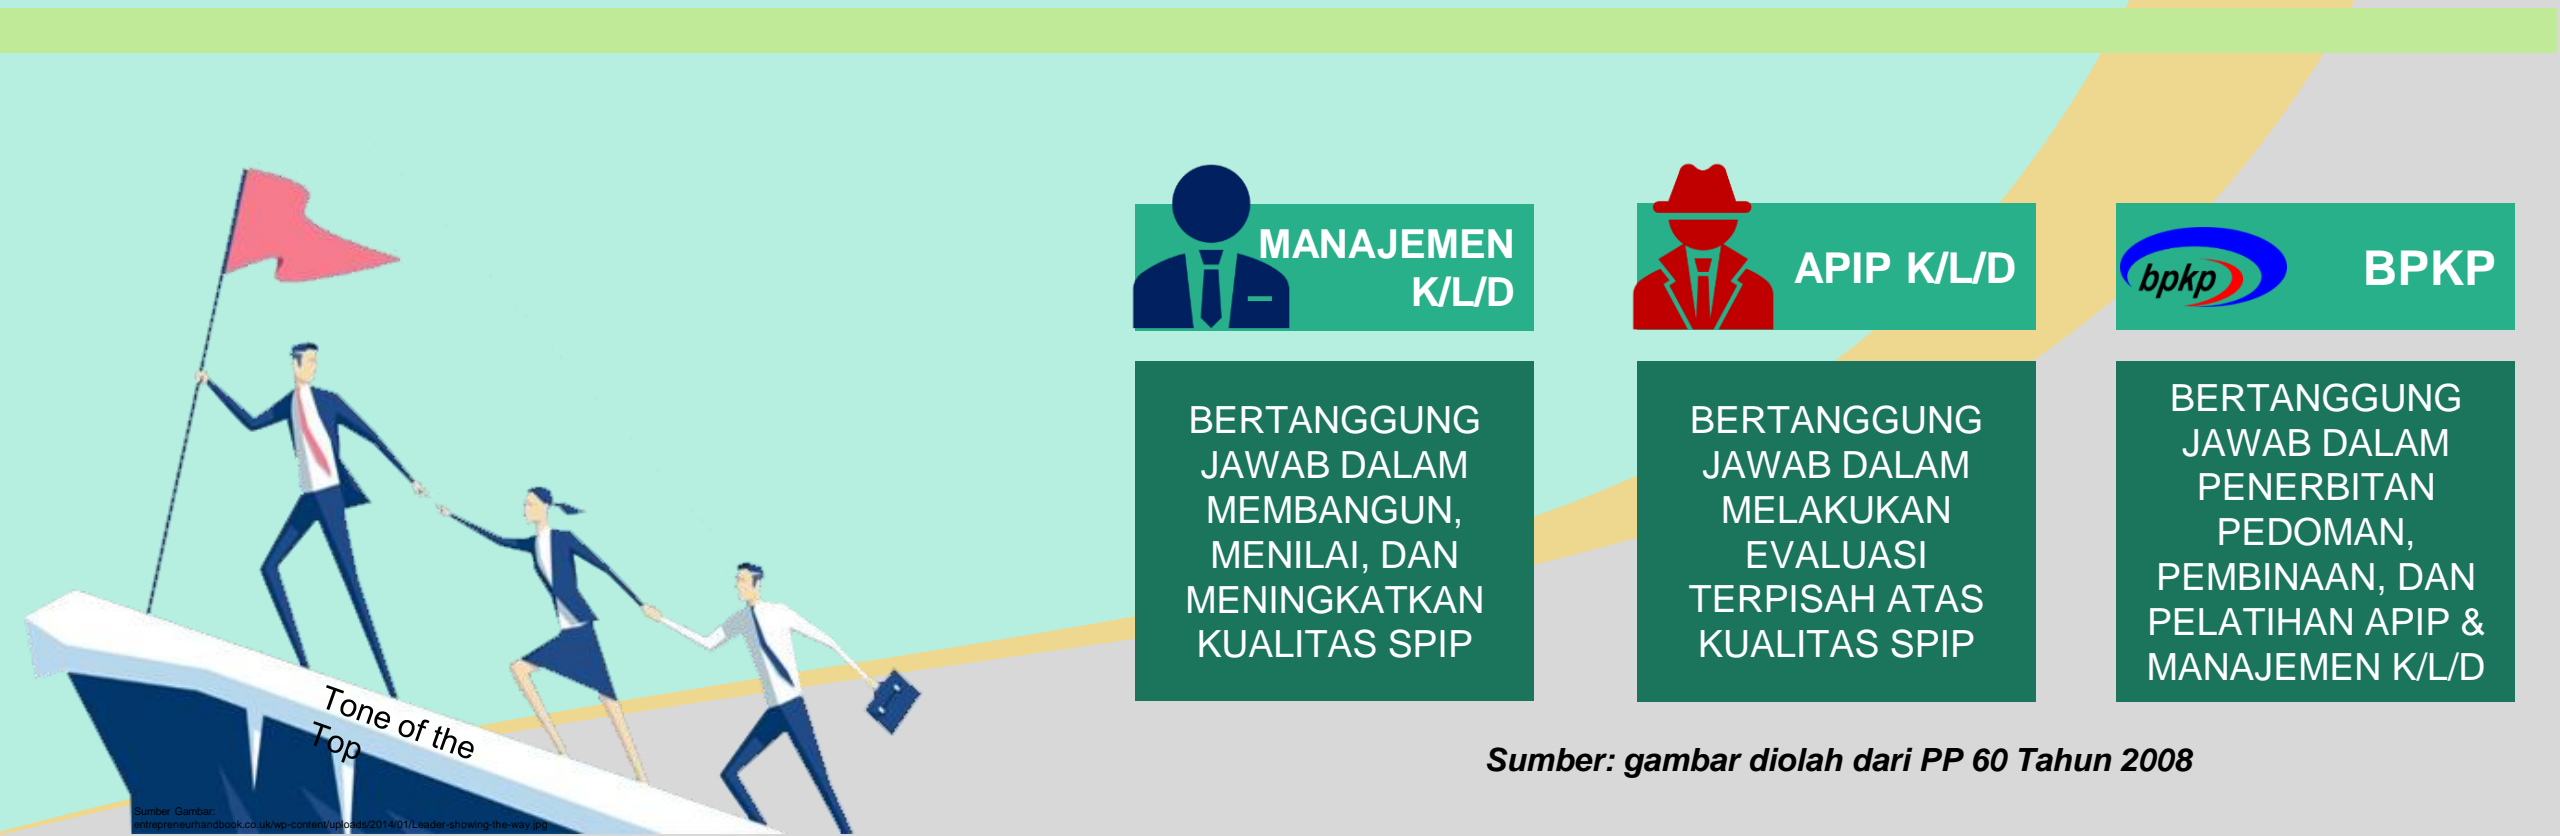 MANAJEMEN
K/L/D
APIP K/L/D
bpkp
BPKP
BERTANGGUNG
JAWAB DALAM
MEMBANGUN,
MENILAI, DAN
MENINGKATKAN
KUALITAS SPIP
BERTANGGUNG
JAWAB DALAM
MELAKUKAN
EVALUASI
TERPISAH ATAS
KUALITAS SPIP
BERTANGGUNG
JAWAB DALAM
PENERBITAN
PEDOMAN,
PEMBINAAN, DAN
PELATIHAN APIP &
MANAJEMEN K/L/D
Tone of the
Top
Sumber: gambar diolah dari PP 60 Tahun 2008
Sumber Gambar:
entrepreneurhandbook.co.uk/wp-content/uploads/2014/01/Leader-showing-the-way.jpg